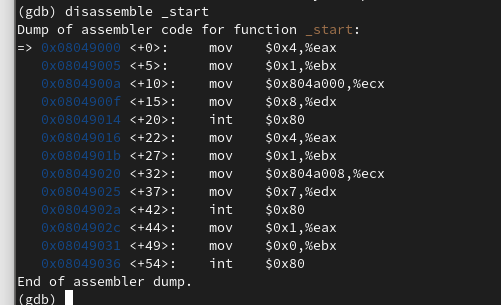 (gdb) disassemble _start
Dump of assembler code for function _start:
=> 0x08049000 <+0>:     mov    $0x4,%eax
   0x08049005 <+5>:     mov    $0x1,%ebx
   0x0804900a <+10>:    mov    $0x804a000,%ecx
   0x0804900f <+15>:    mov    $0x8,%edx
   0x08049014 <+20>:    int    $0x80
   0x08049016 <+22>:    mov    $0x4,%eax
   0x0804901b <+27>:    mov    $0x1,%ebx
   0x08049020 <+32>:    mov    $0x804a008,%ecx
   0x08049025 <+37>:    mov    $0x7,%edx
   0x0804902a <+42>:    int    $0x80
   0x0804902c <+44>:    mov    $0x1,%eax
   0x08049031 <+49>:    mov    $0x0,%ebx
   0x08049036 <+54>:    int    $0x80
End of assembler dump.
(gdb)